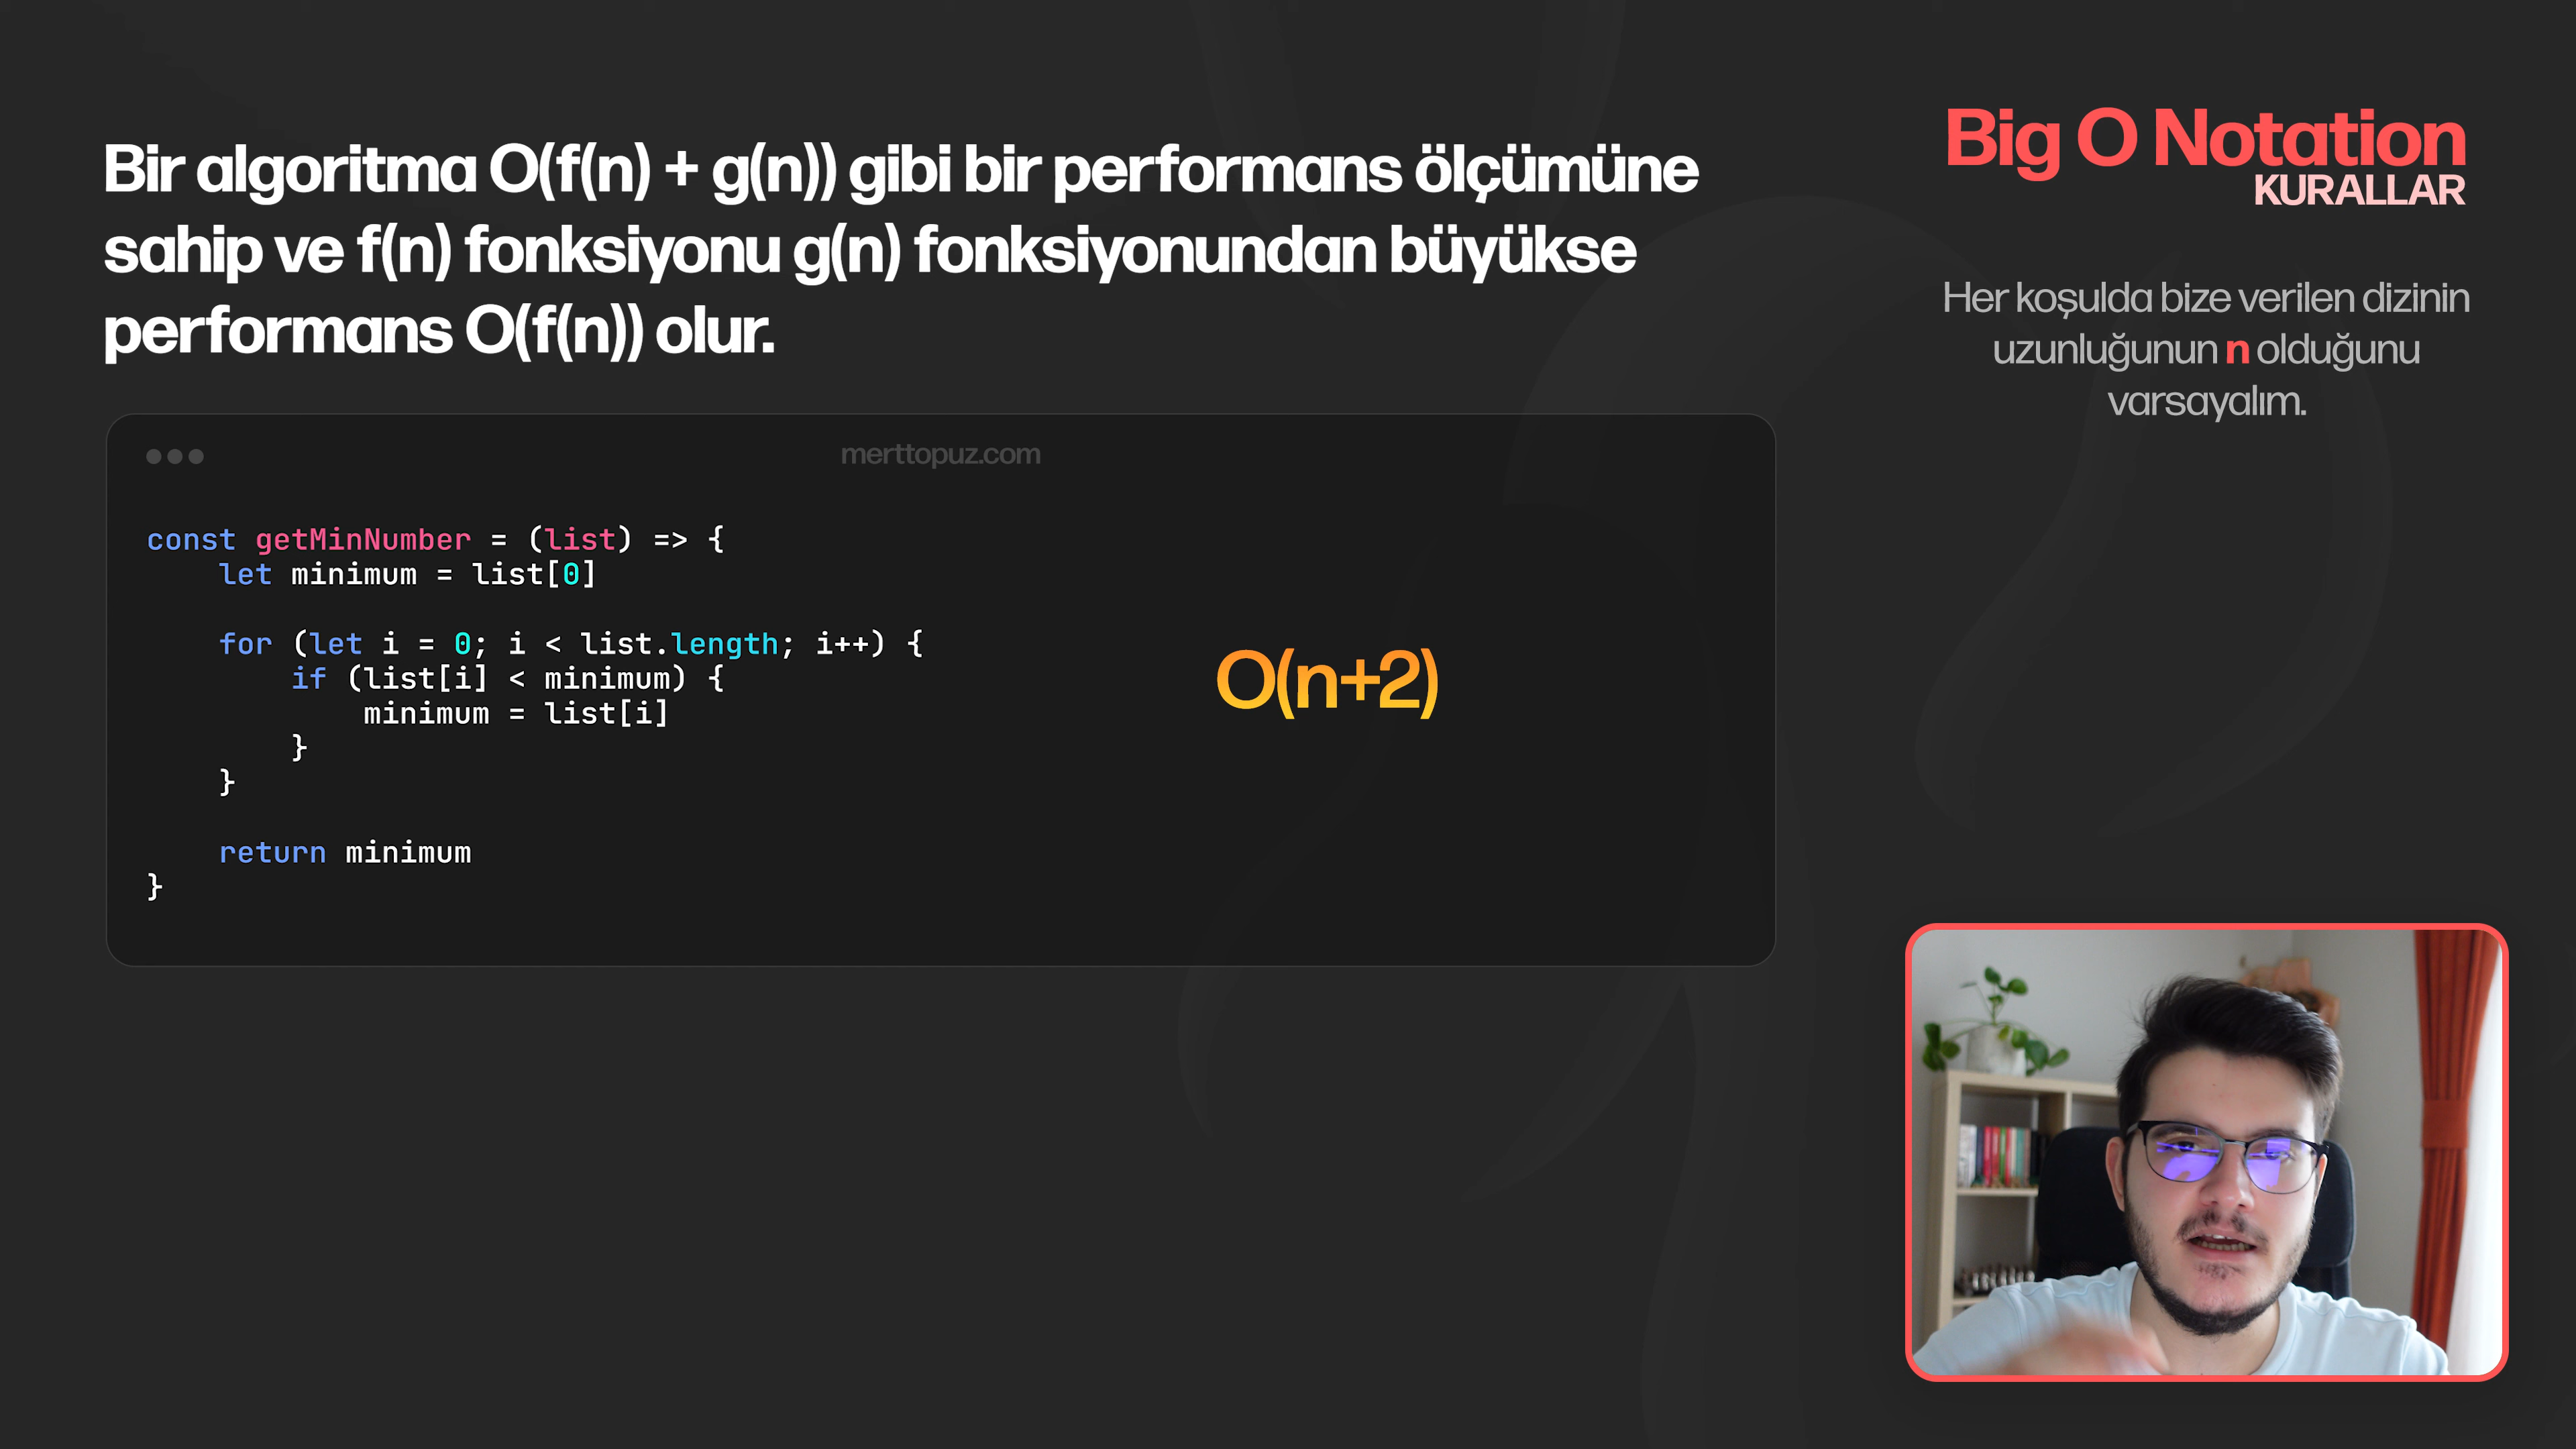 Bir algoritma O(f(n) + g(n)) gibi bir performans ölçümüne
sahip ve f(n) fonksiyonu g(n) fonksiyonundan büyükse
performans O(f(n)) olur.
Big O Notation
KURALLAR
Her koşulda bize verilen dizinin
uzunluğunun n olduğunu
varsayalım.
merttopuz.com
const getMinNumber = (list) => {
    let minimum = list[0]
    for (let i = 0; i < list.length; i++) {
        if (list[i] < minimum) {
            minimum = list[i]
        }
    }
    return minimum
}
O(n+2)